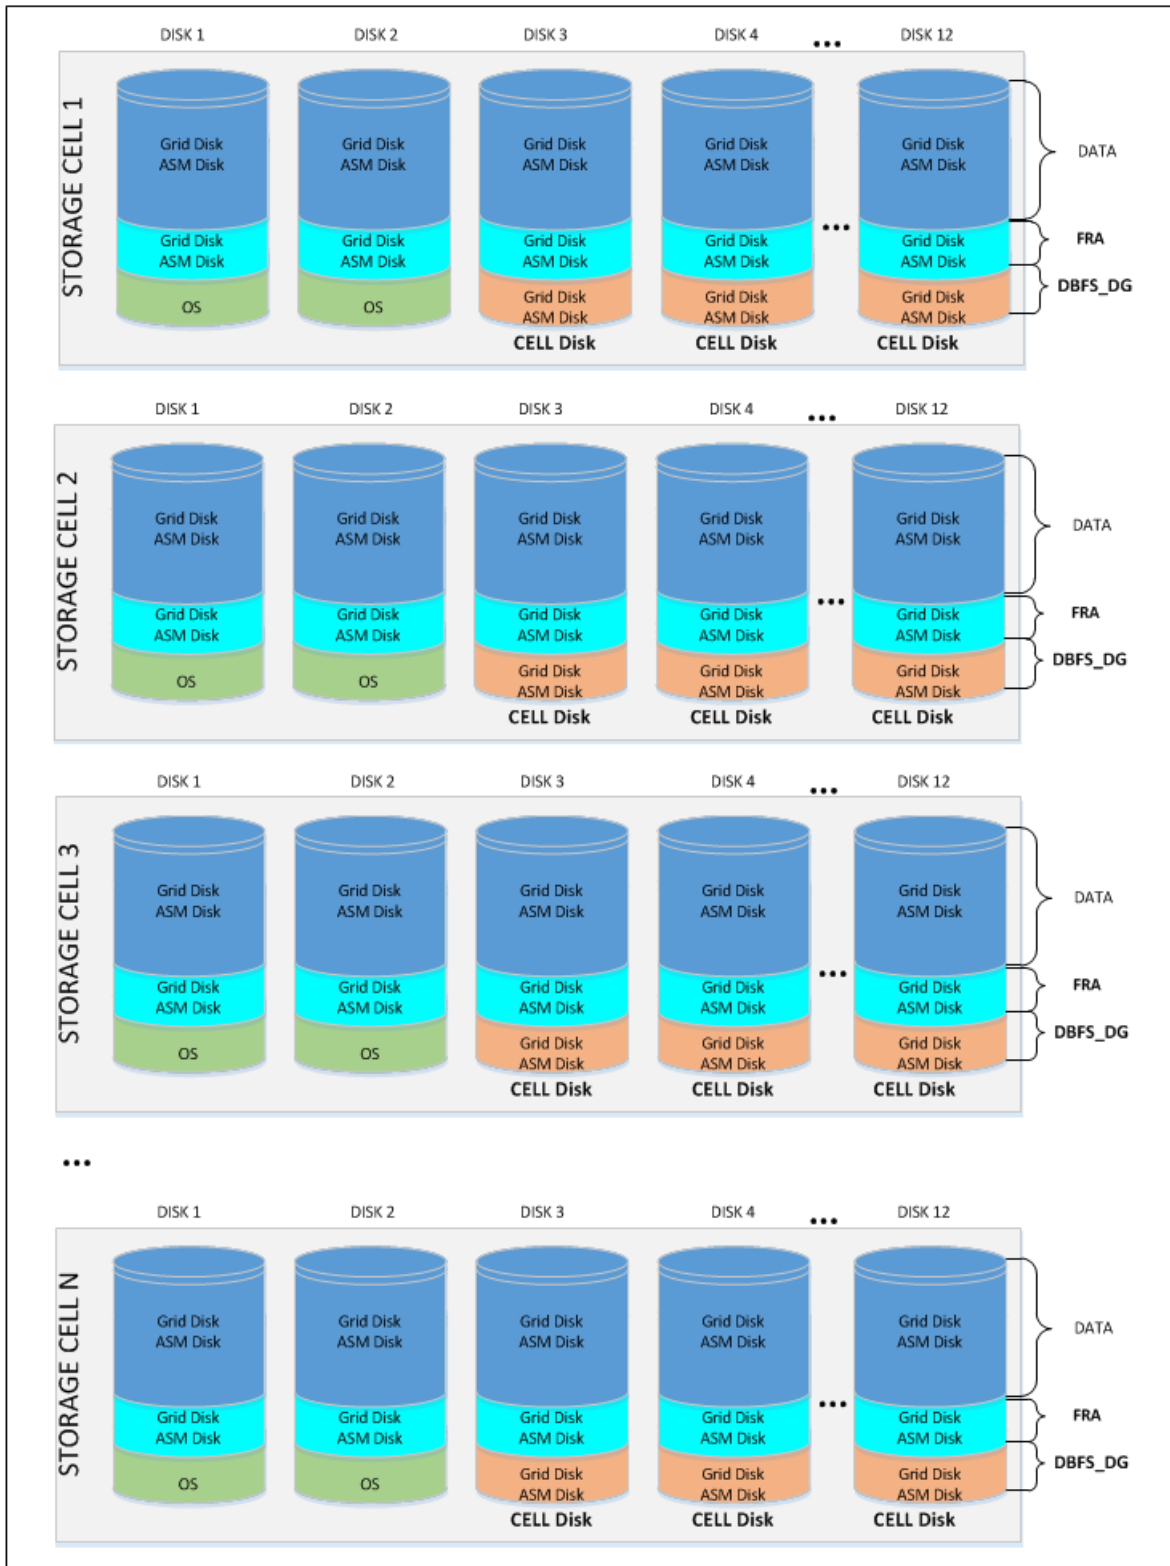 DISK 1 DISK 2 DISK 3 DISK 4 ... DISK 12
STORAGE CELL 1
Grid Disk Grid Disk Grid Disk Grid Disk Grid Disk
ASM Disk ASM Disk ASM Disk ASM Disk ASM Disk
DATA
...
Grid Disk Grid Disk Grid Disk Grid Disk Grid Disk
ASM Disk ASM Disk ASM Disk ASM Disk ASM Disk
FRA
OS OS Grid Disk Grid Disk Grid Disk
ASM Disk ASM Disk ASM Disk
DBFS_DG
CELL Disk CELL Disk CELL Disk
DISK 1 DISK 2 DISK 3 DISK 4 ... DISK 12
STORAGE CELL 2
Grid Disk Grid Disk Grid Disk Grid Disk Grid Disk
ASM Disk ASM Disk ASM Disk ASM Disk ASM Disk
DATA
...
Grid Disk Grid Disk Grid Disk Grid Disk Grid Disk
ASM Disk ASM Disk ASM Disk ASM Disk ASM Disk
FRA
OS OS Grid Disk Grid Disk Grid Disk
ASM Disk ASM Disk ASM Disk
DBFS_DG
CELL Disk CELL Disk CELL Disk
DISK 1 DISK 2 DISK 3 DISK 4 ... DISK 12
STORAGE CELL 3
Grid Disk Grid Disk Grid Disk Grid Disk Grid Disk
ASM Disk ASM Disk ASM Disk ASM Disk ASM Disk
DATA
...
Grid Disk Grid Disk Grid Disk Grid Disk Grid Disk
ASM Disk ASM Disk ASM Disk ASM Disk ASM Disk
FRA
OS OS Grid Disk Grid Disk Grid Disk
ASM Disk ASM Disk ASM Disk
DBFS_DG
CELL Disk CELL Disk CELL Disk
...
DISK 1 DISK 2 DISK 3 DISK 4 ... DISK 12
STORAGE CELL N
Grid Disk Grid Disk Grid Disk Grid Disk Grid Disk
ASM Disk ASM Disk ASM Disk ASM Disk ASM Disk
DATA
...
Grid Disk Grid Disk Grid Disk Grid Disk Grid Disk
ASM Disk ASM Disk ASM Disk ASM Disk ASM Disk
FRA
OS OS Grid Disk Grid Disk Grid Disk
ASM Disk ASM Disk ASM Disk
DBFS_DG
CELL Disk CELL Disk CELL Disk